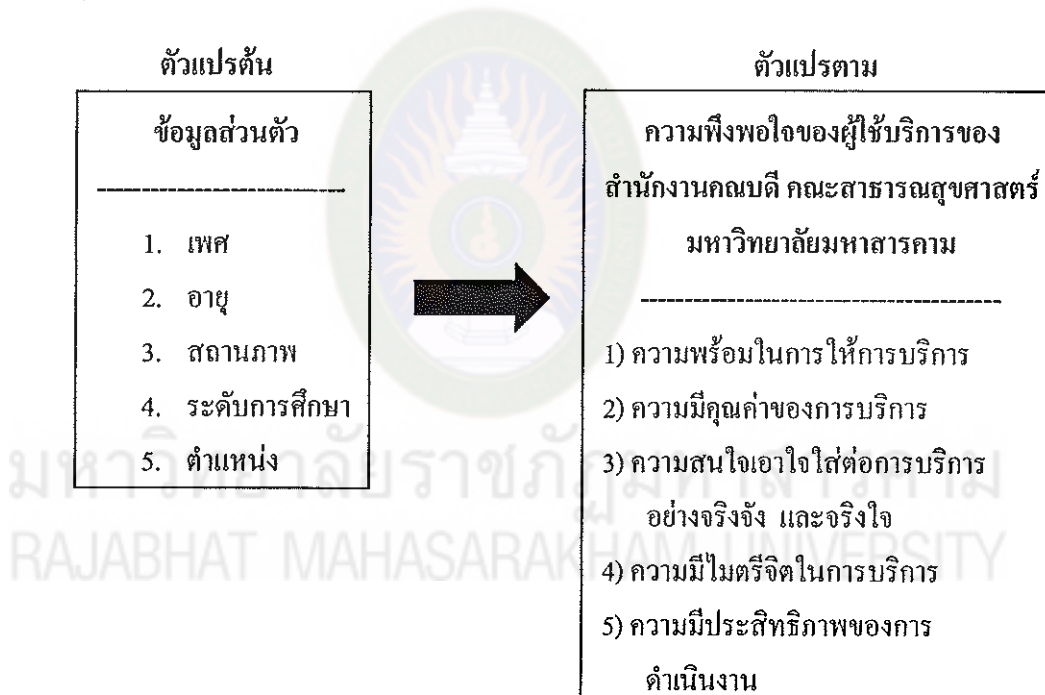 ตัวแปรต้น
ข้อมูลส่วนตัว
1. เพศ
2. อายุ
3. สถานภาพ
4. ระดับการศึกษา
5. ตำแหน่ง
ตัวแปรตาม
ความพึงพอใจของผู้ใช้บริการของ
สำนักงานคณบดี คณะสาธารณสุขศาสตร์
มหาวิทยาลัยมหาสารคาม
1) ความพร้อมในการให้การบริการ
2) ความมีคุณค่าของการบริการ
3) ความสนใจเอาใจใส่ต่อการบริการ
อย่างจริงจัง และจริงใจ
4) ความมีไมตรีจิตในการบริการ
5) ความมีประสิทธิภาพของการ
ดำเนินงาน
มหาวิทยาลัยราชภัฏมหาสารคาม
RAJABHAT MAHASARAKHAM UNIVERSITY